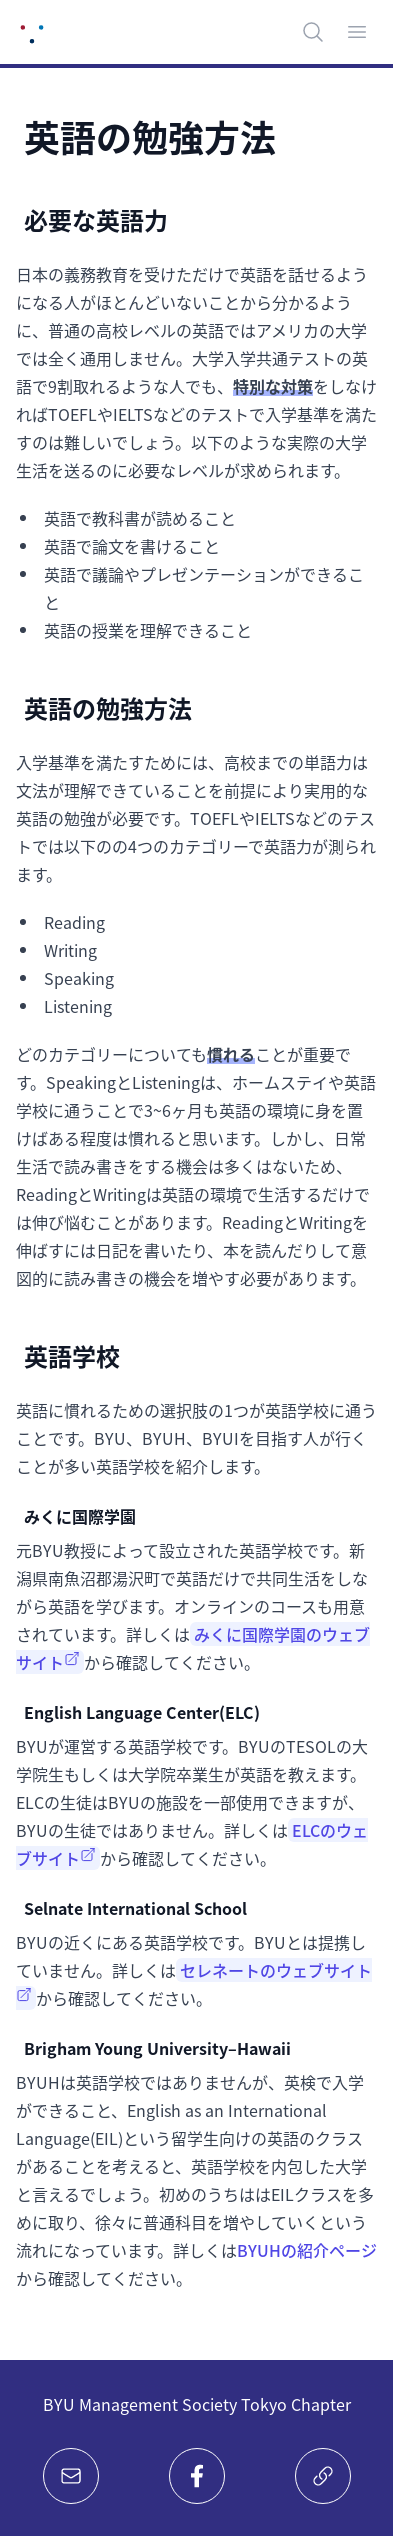 英語の勉強方法
必要な英語力
日本の義務教育を受けただけで英語を話せるよう
になる人がほとんどいないことから分かるよう
に、普通の高校レベルの英語ではアメリカの大学
では全く通用しません。大学入学共通テストの英
語で9割取れるような人でも、特別な対策をしなけ
ればTOEFLやIELTSなどのテストで入学基準を満た
すのは難しいでしょう。以下のような実際の大学
生活を送るのに必要なレベルが求められます。
英語で教科書が読めること
英語で論文を書けること
英語で議論やプレゼンテーションができるこ
と
英語の授業を理解できること
英語の勉強方法
入学基準を満たすためには、高校までの単語力は
文法が理解できていることを前提により実用的な
英語の勉強が必要です。TOEFLやIELTSなどのテス
トでは以下のの4つのカテゴリーで英語力が測られ
ます。
Reading
Writing
Speaking
Listening
どのカテゴリーについても慣れることが重要で
す。SpeakingとListeningは、ホームステイや英語
学校に通うことで3~6ヶ月も英語の環境に身を置
けばある程度は慣れると思います。しかし、日常
生活で読み書きをする機会は多くはないため、
ReadingとWritingは英語の環境で生活するだけで
は伸び悩むことがあります。ReadingとWritingを
伸ばすには日記を書いたり、本を読んだりして意
図的に読み書きの機会を増やす必要があります。
英語学校
英語に慣れるための選択肢の1つが英語学校に通う
ことです。BYU、BYUH、BYUIを目指す人が行く
ことが多い英語学校を紹介します。
みくに国際学園
元BYU教授によって設立された英語学校です。新
潟県南魚沼郡湯沢町で英語だけで共同生活をしな
がら英語を学びます。オンラインのコースも用意
されています。詳しくはみくに国際学園のウェブ
サイトから確認してください。
English Language Center(ELC)
BYUが運営する英語学校です。BYUのTESOLの大
学院生もしくは大学院卒業生が英語を教えます。
ELCの生徒はBYUの施設を一部使用できますが、
BYUの生徒ではありません。詳しくはELCのウェ
ブサイトから確認してください。
Selnate International School
BYUの近くにある英語学校です。BYUとは提携し
ていません。詳しくはセレネートのウェブサイト
から確認してください。
Brigham Young University–Hawaii
BYUHは英語学校ではありませんが、英検で入学
ができること、English as an International
Language(EIL)という留学生向けの英語のクラス
があることを考えると、英語学校を内包した大学
と言えるでしょう。初めのうちははEILクラスを多
めに取り、徐々に普通科目を増やしていくという
流れになっています。詳しくはBYUHの紹介ページ
から確認してください。
BYU Management Society Tokyo Chapter